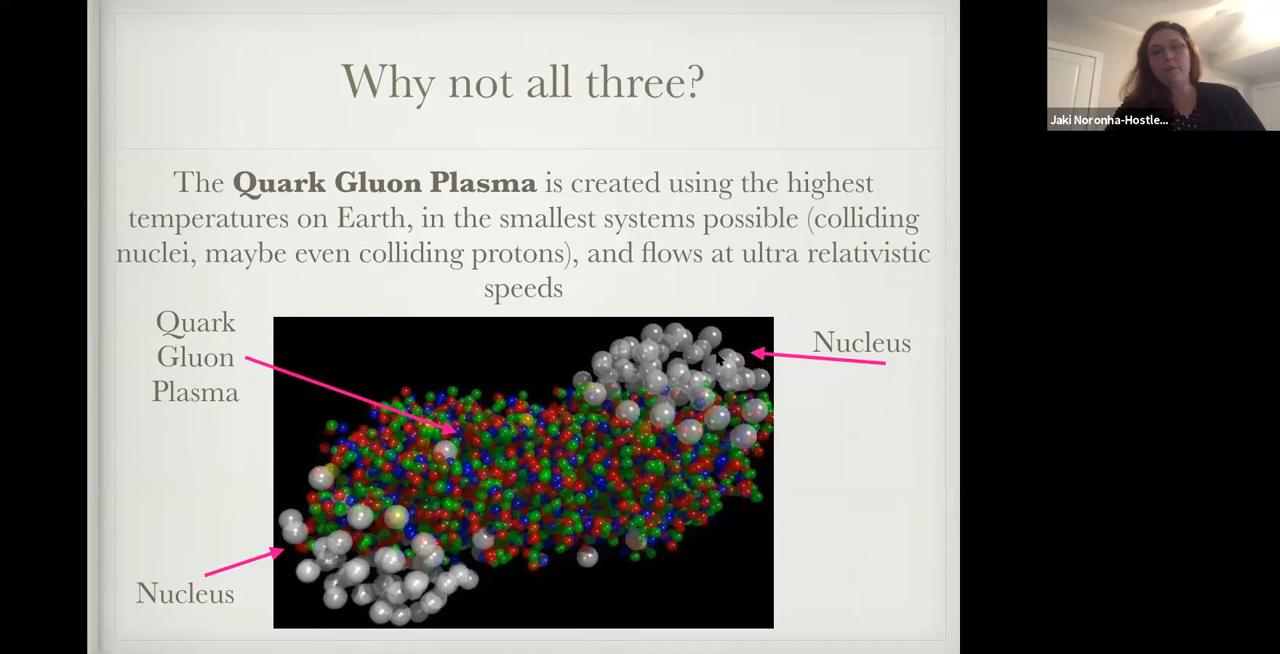 Why not all three?
The Quark Gluon Plasma is created using the highest
temperatures on Earth, in the smallest systems possible (colliding
nuclei, maybe even colliding protons), and flows at ultra relativistic
speeds
Quark
Gluon
Plasma
Nucleus
Nucleus
Jaki Noronha-Hostle...